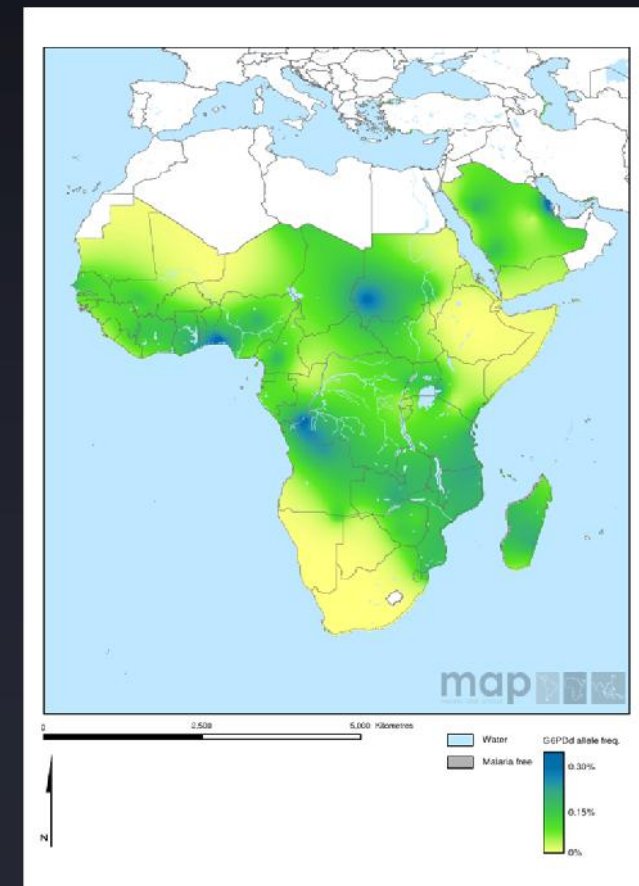 map
0 2,500 5,000 Kilometres
Water
Malaria free
G6PDd allele freq.
0.30%
0.15%
0%
N